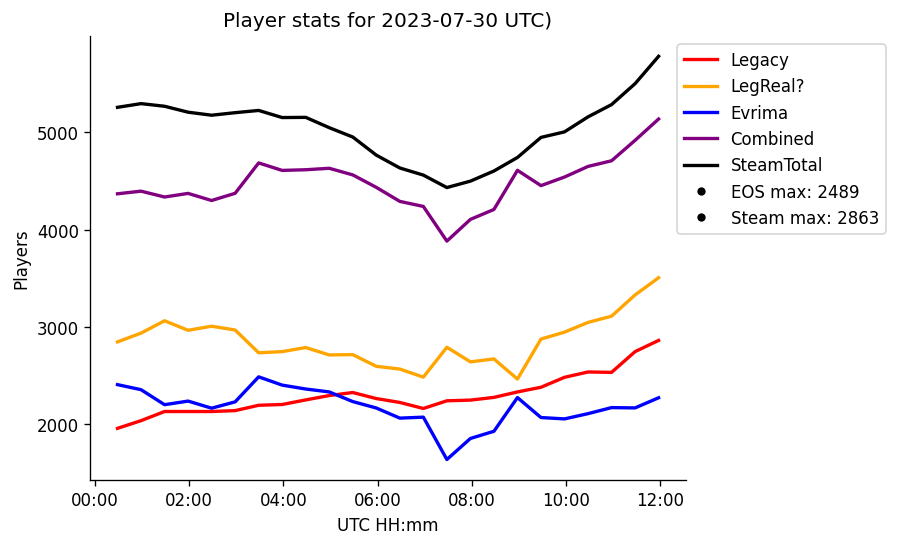 Player stats for 2023-07-30 UTC)
Legacy
LegReal?
Evrima
Combined
SteamTotal
EOS max: 2489
Steam max: 2863
Players
5000
4000
3000
2000
00:00 02:00 04:00 06:00 08:00 10:00 12:00
UTC HH:mm